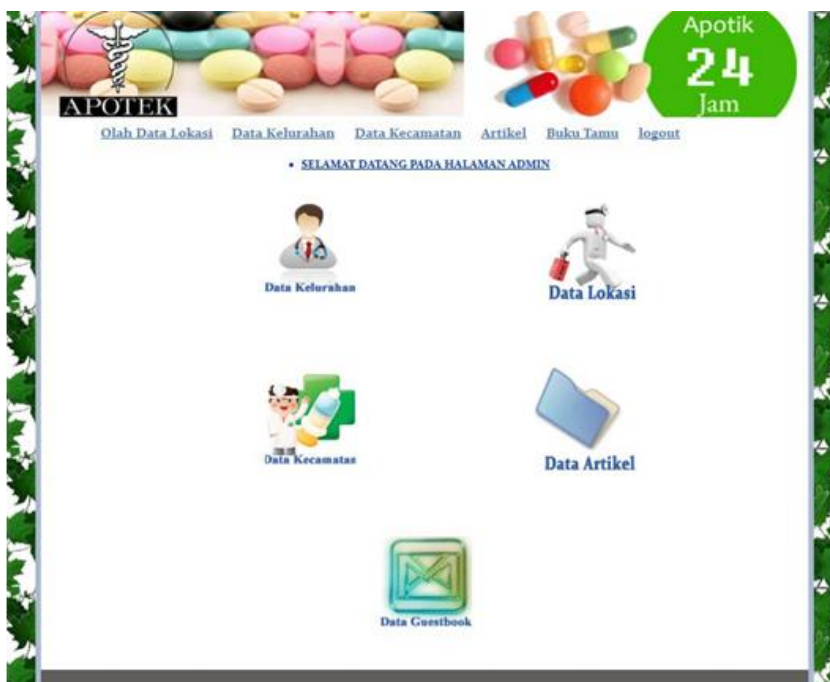 Apotik
24
Jam
APOTEK
Olah Data Lokasi Data Kelurahan Data Kecamatan Artikel Buku Tamu logout
• SELAMAT DATANG PADA HALAMAN ADMIN
Data Kelurahan
Data Lokasi
Data Kecamatan
Data Artikel
Data Guestbook